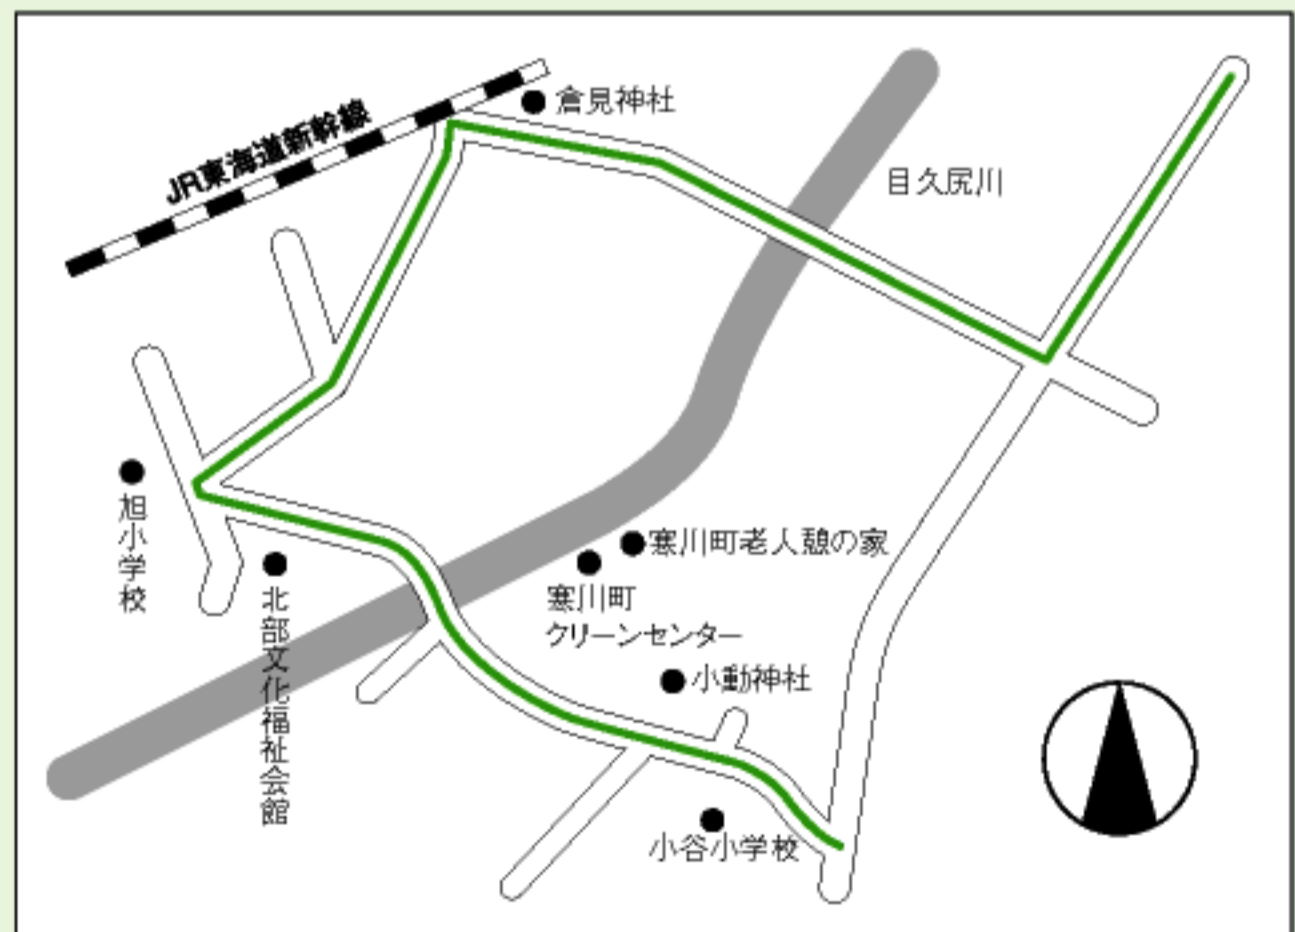 倉見神社
JR東海道新幹線
目久尻川
旭小学校
寒川町老人憩の家
寒川町
クリーンセンター
北部文化福祉会館
小動神社
小谷小学校